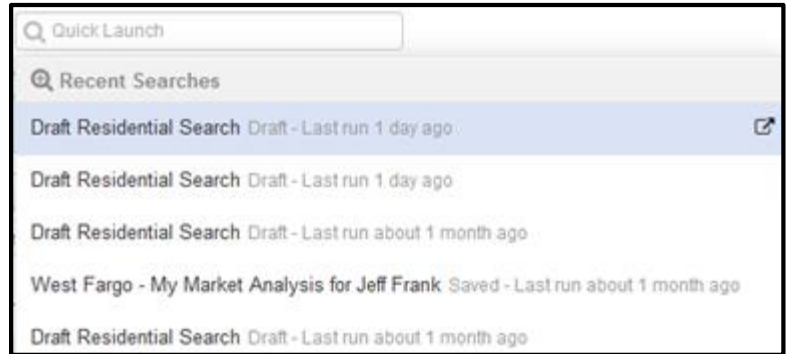 Quick Launch
Recent Searches
Draft Residential Search Draft - Last run 1 day ago
Draft Residential Search Draft - Last run 1 day ago
Draft Residential Search Draft - Last run about 1 month ago
West Fargo - My Market Analysis for Jeff Frank Saved - Last run about 1 month ago
Draft Residential Search Draft - Last run about 1 month ago